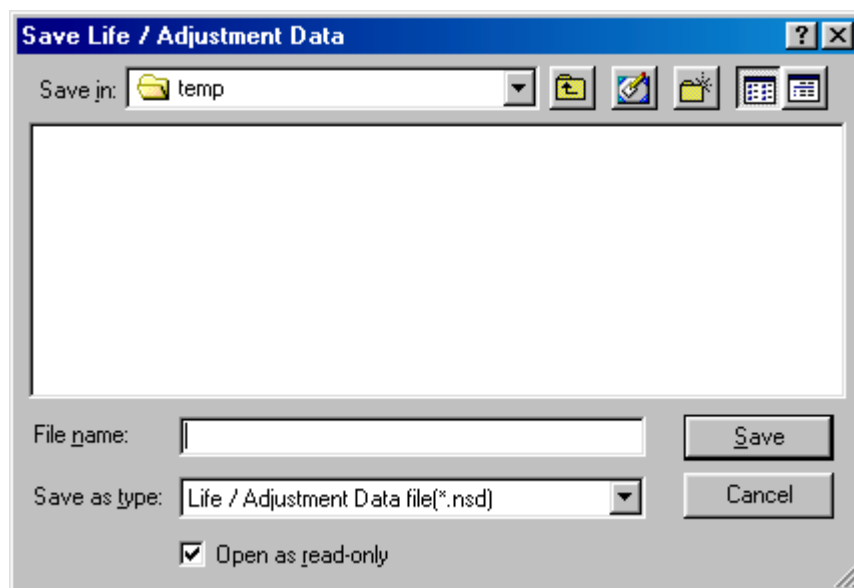 Save Life / Adjustment Data
Save in: temp
File name: Save
Save as type: Life / Adjustment Data file(*.nsd) Cancel
Open as read-only